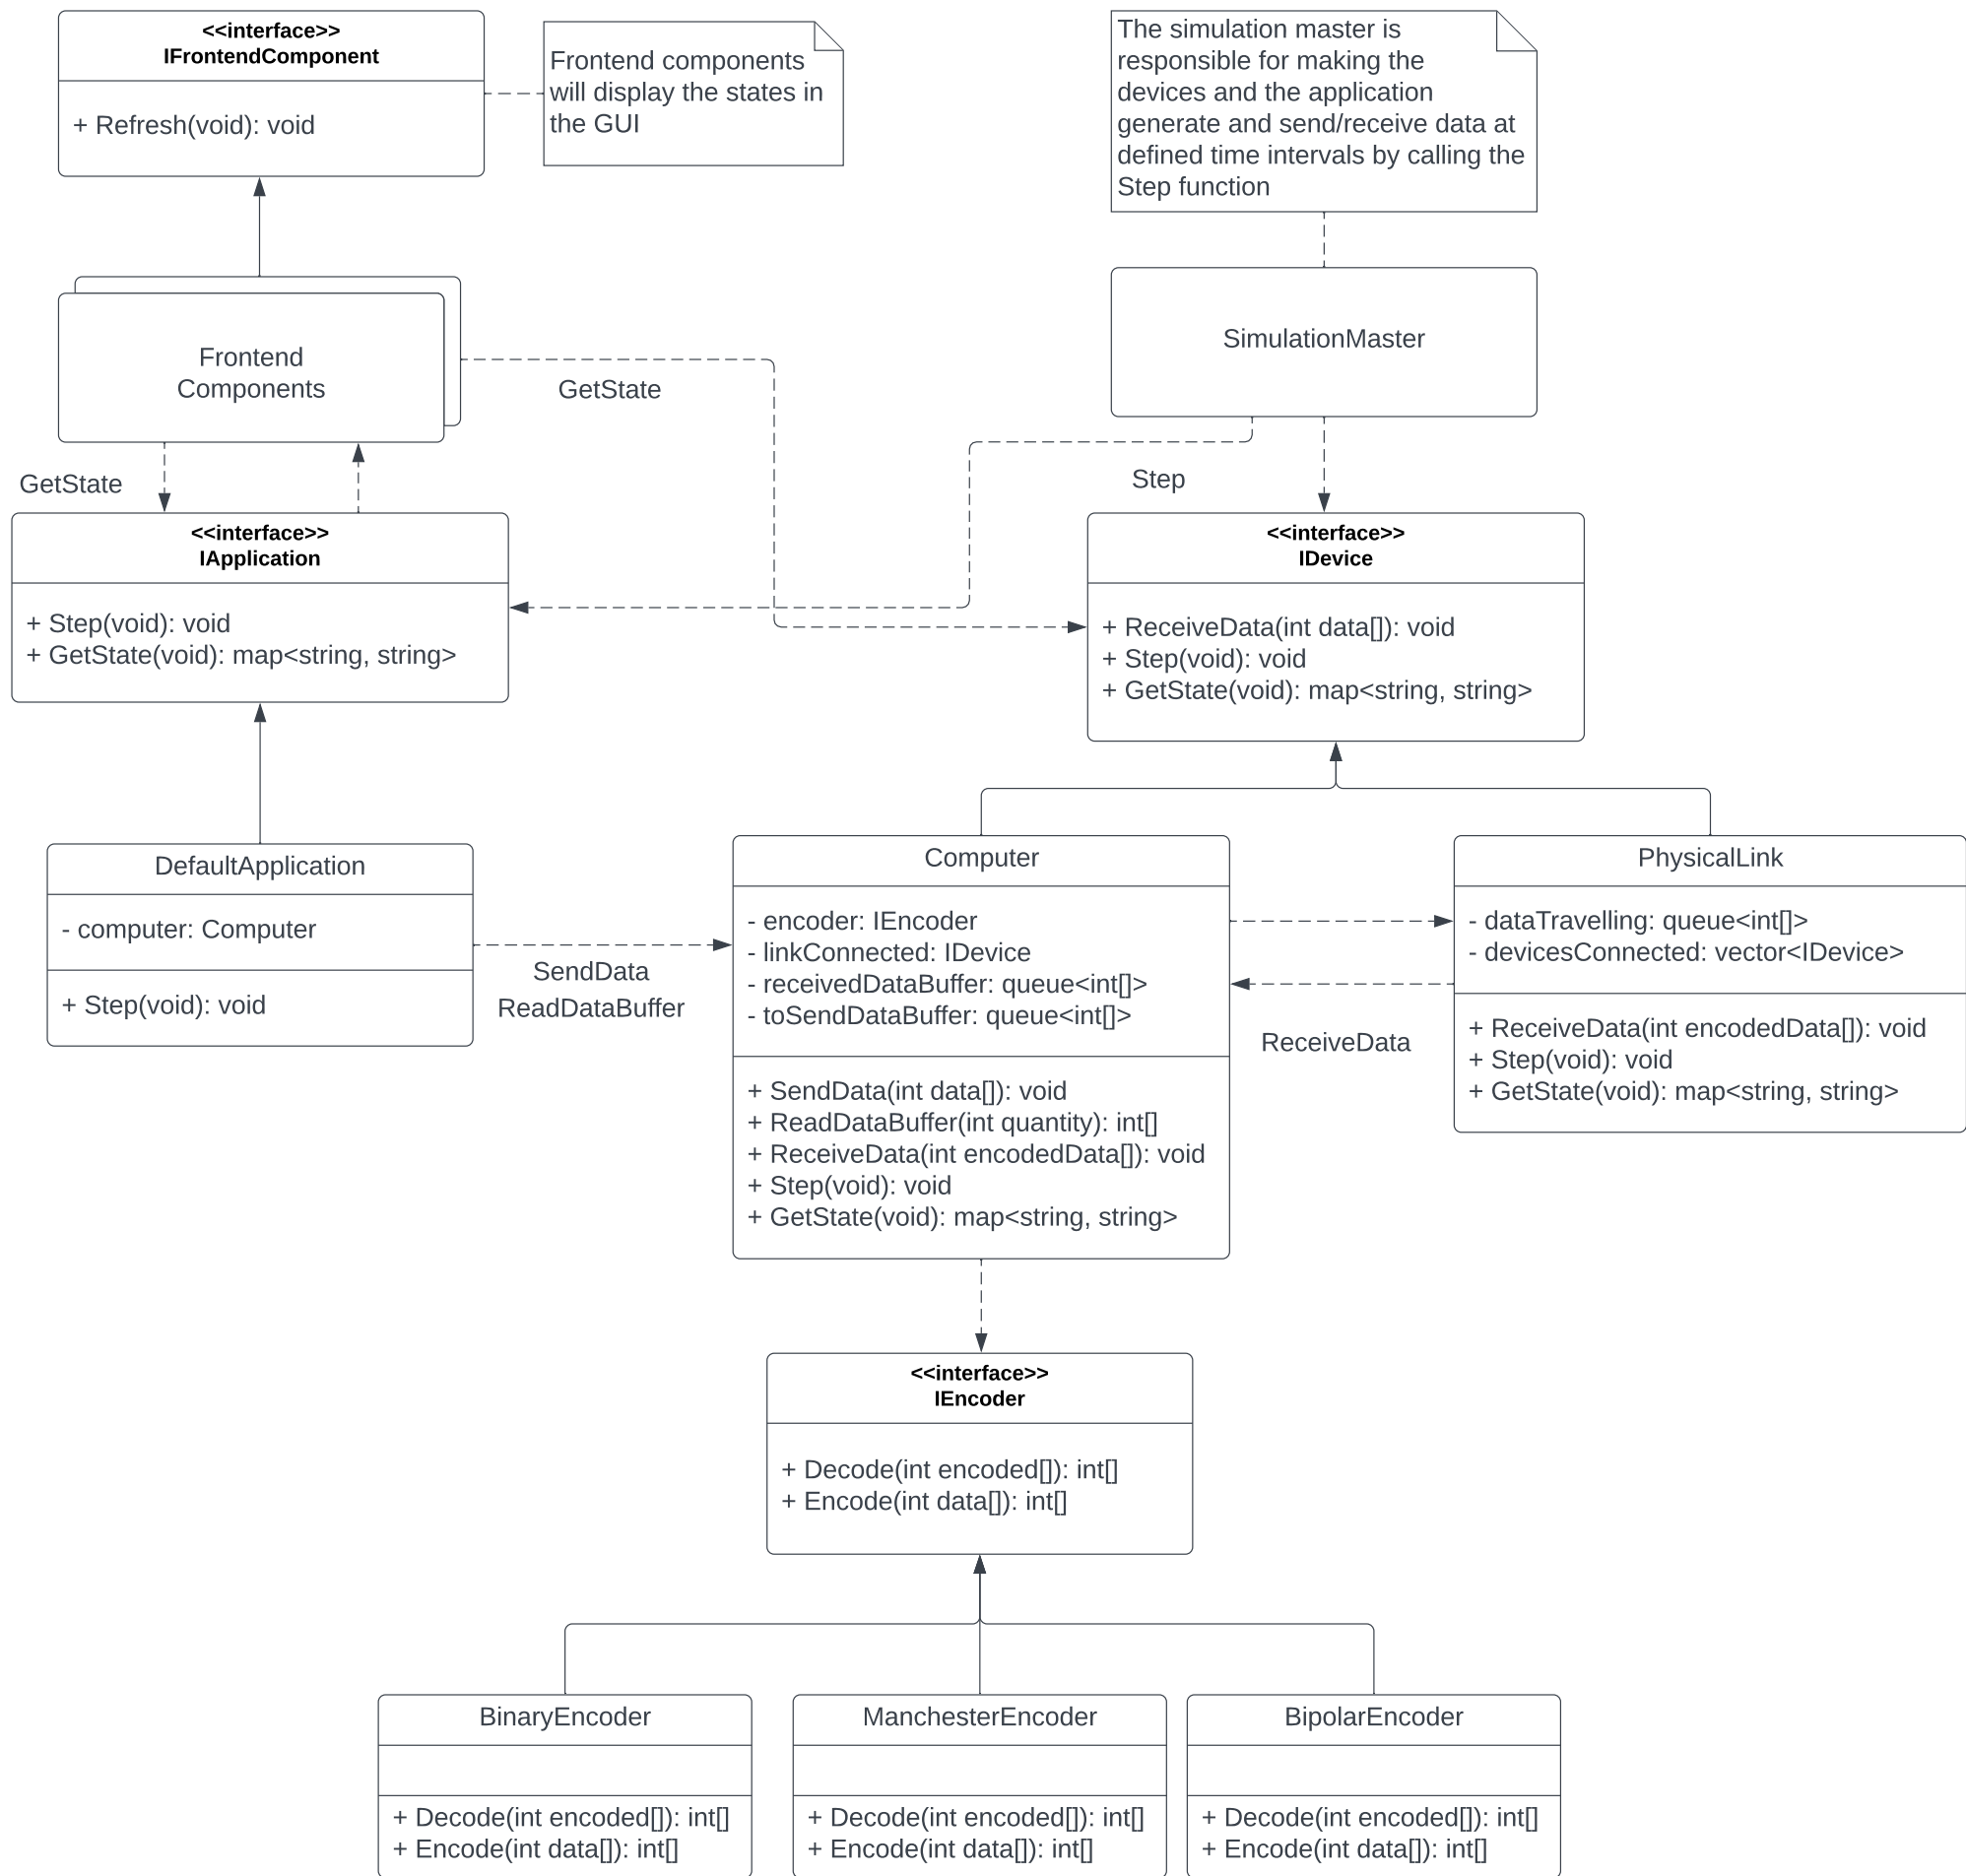 <<interface>>
IFrontendComponent
+ Refresh(void): void
Frontend components
will display the states in
the GUI
The simulation master is
responsible for making the
devices and the application
generate and send/receive data at
defined time intervals by calling the
Step function
Frontend
Components
GetState
SimulationMaster
GetState
Step
<<interface>>
IApplication
+ Step(void): void
+ GetState(void): map<string, string>
<<interface>>
IDevice
+ ReceiveData(int data[]): void
+ Step(void): void
+ GetState(void): map<string, string>
DefaultApplication
- computer: Computer
+ Step(void): void
SendData
ReadDataBuffer
Computer
- encoder: IEncoder
- linkConnected: IDevice
- receivedDataBuffer: queue<int[]>
- toSendDataBuffer: queue<int[]>
+ SendData(int data[]): void
+ ReadDataBuffer(int quantity): int[]
+ ReceiveData(int encodedData[]): void
+ Step(void): void
+ GetState(void): map<string, string>
ReceiveData
PhysicalLink
- dataTravelling: queue<int[]>
- devicesConnected: vector<IDevice>
+ ReceiveData(int encodedData[]): void
+ Step(void): void
+ GetState(void): map<string, string>
<<interface>>
IEncoder
+ Decode(int encoded[]): int[]
+ Encode(int data[]): int[]
BinaryEncoder
+ Decode(int encoded[]): int[]
+ Encode(int data[]): int[]
ManchesterEncoder
+ Decode(int encoded[]): int[]
+ Encode(int data[]): int[]
BipolarEncoder
+ Decode(int encoded[]): int[]
+ Encode(int data[]): int[]